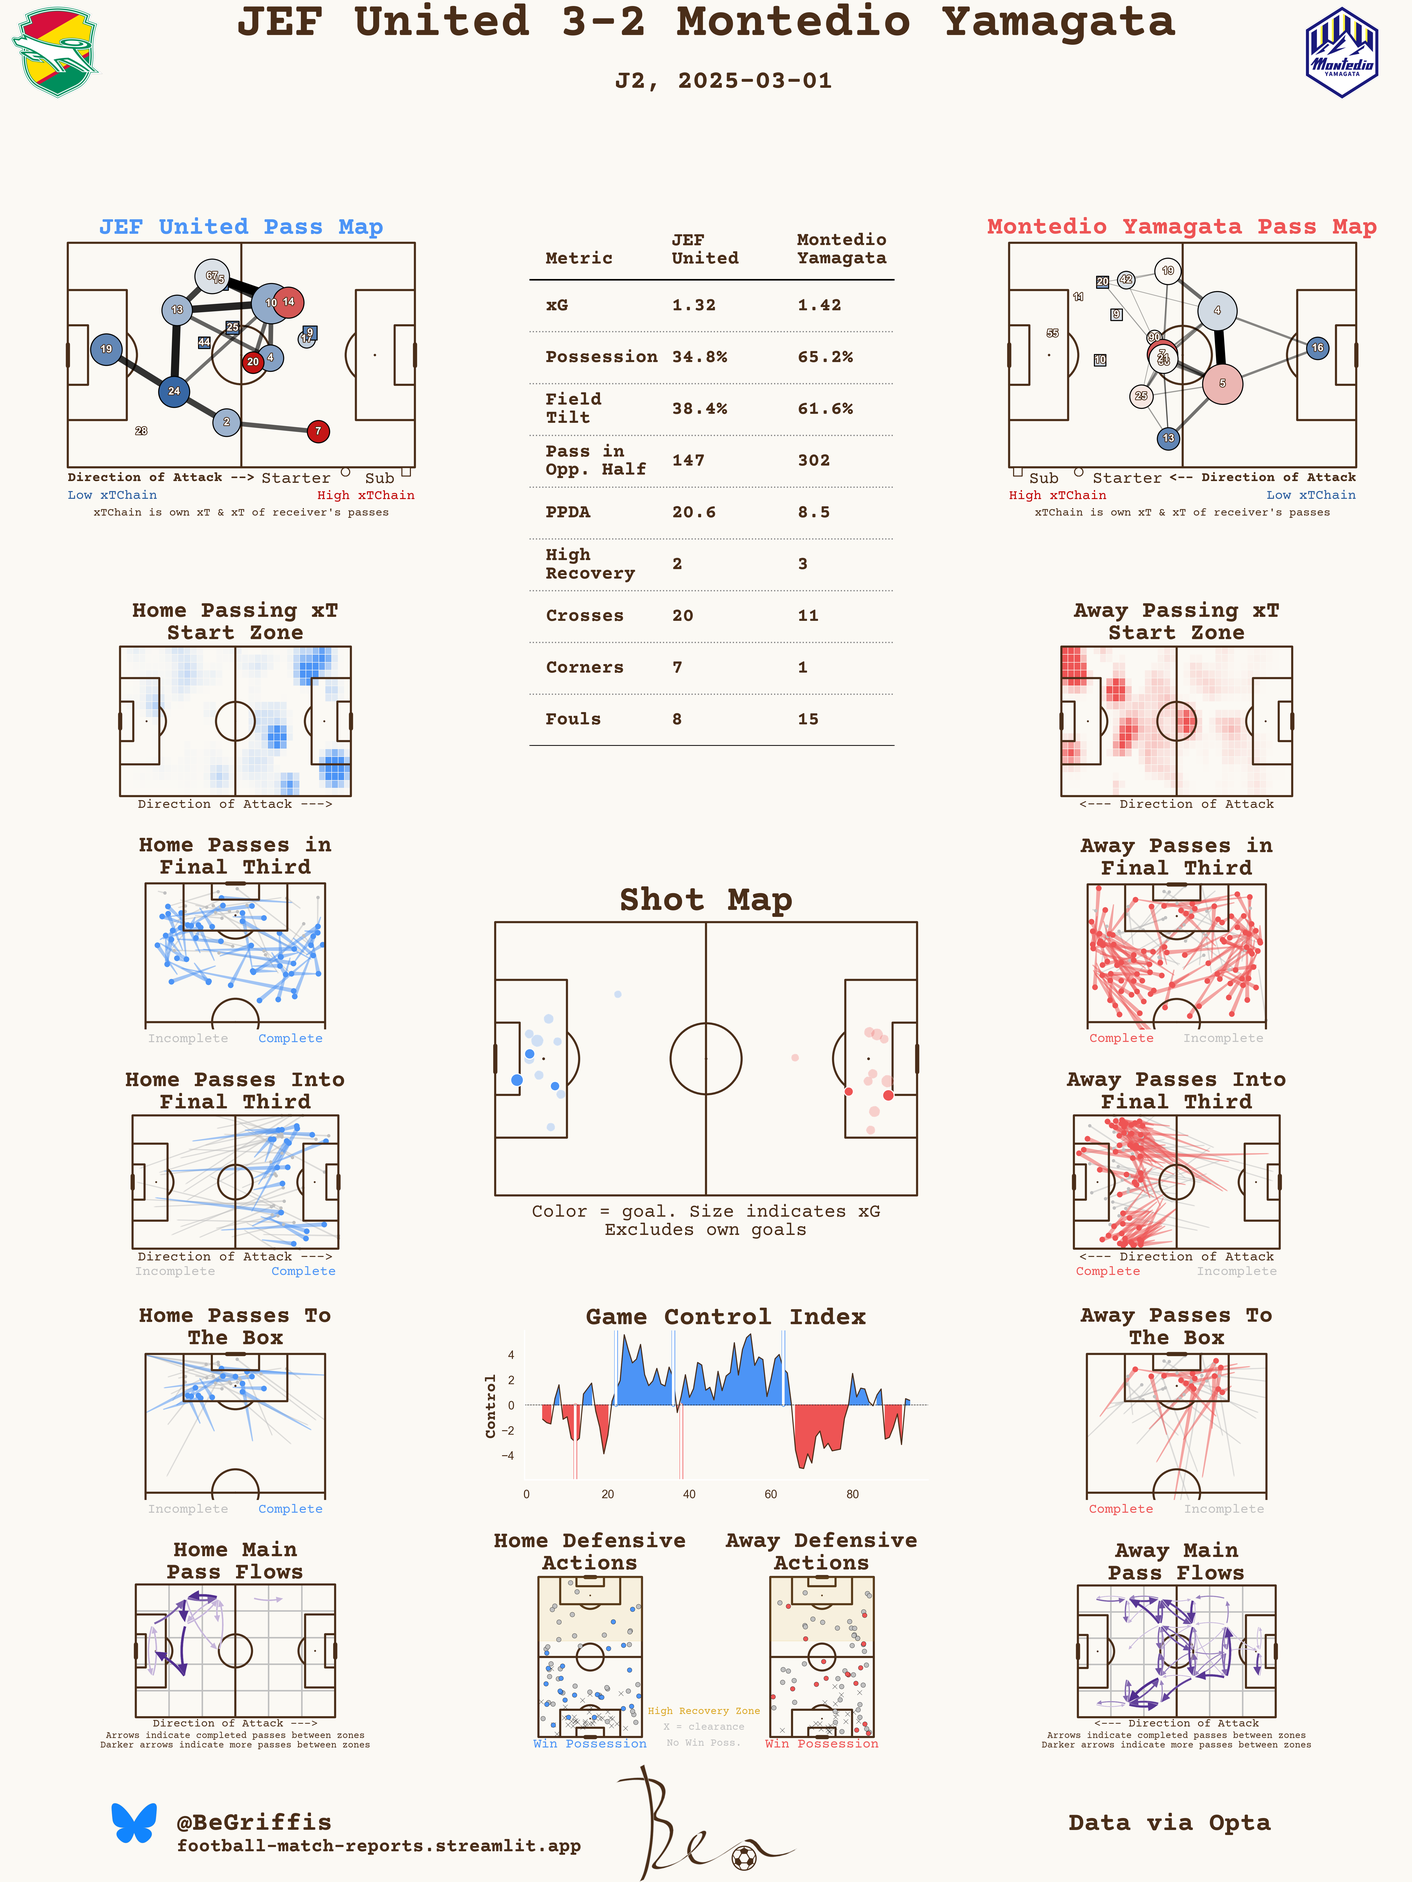 JEF United 3-2 Montedio Yamagata
J2, 2025-03-01
Montedio
YAMAGATA
JEF United Pass Map
67
13
10
14
25
9
17
44
19
20
4
24
2
7
28
Direction of Attack --> Starter Sub
Low xTChain High xTChain
xTChain is own xT & xT of receiver's passes
Metric JEF United Montedio Yamagata
xG 1.32 1.42
Possession 34.8% 65.2%
Field Tilt 38.4% 61.6%
Pass in Opp. Half 147 302
PPDA 20.6 8.5
High Recovery 2 3
Crosses 20 11
Corners 7 1
Fouls 8 15
Montedio Yamagata Pass Map
19
20
42
11
4
9
55
16
10
5
25
13
Sub Starter <-- Direction of Attack
High xTChain Low xTChain
xTChain is own xT & xT of receiver's passes
Home Passing xT
Start Zone
Direction of Attack --->
Away Passing xT
Start Zone
<--- Direction of Attack
Home Passes in
Final Third
Incomplete Complete
Shot Map
Color = goal. Size indicates xG
Excludes own goals
Away Passes in
Final Third
Complete Incomplete
Home Passes Into
Final Third
Direction of Attack --->
Incomplete Complete
Away Passes Into
Final Third
<--- Direction of Attack
Complete Incomplete
Home Passes To
The Box
Incomplete Complete
Game Control Index
Control
4
2
0
−2
−4
0 20 40 60 80
Away Passes To
The Box
Complete Incomplete
Home Main
Pass Flows
Direction of Attack --->
Arrows indicate completed passes between zones
Darker arrows indicate more passes between zones
Home Defensive
Actions
Win Possession
Away Defensive
Actions
Win Possession
High Recovery Zone
X = clearance
No Win Poss.
Away Main
Pass Flows
<--- Direction of Attack
Arrows indicate completed passes between zones
Darker arrows indicate more passes between zones
@BeGriffis
football-match-reports.streamlit.app
Ben
Data via Opta